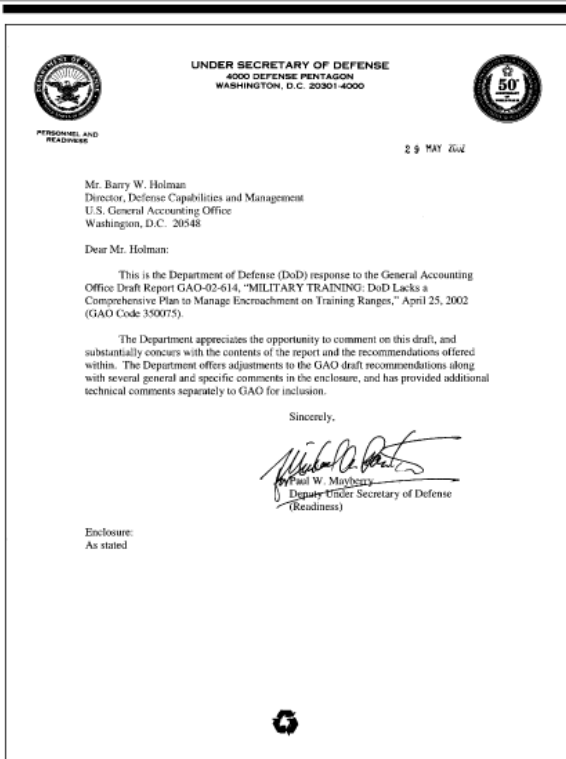 UNDER SECRETARY OF DEFENSE
4000 DEFENSE PENTAGON
WASHINGTON, D.C. 20301-4000
50
PERSONNEL AND
READINESS
29 MAY 2002
Mr. Barry W. Holman
Director, Defense Capabilities and Management
U.S. General Accounting Office
Washington, D.C. 20548
Dear Mr. Holman:
This is the Department of Defense (DoD) response to the General Accounting
Office Draft Report GAO-02-614, “MILITARY TRAINING: DoD Lacks a
Comprehensive Plan to Manage Encroachment on Training Ranges,” April 25, 2002
(GAO Code 350075).
The Department appreciates the opportunity to comment on this draft, and
substantially concurs with the contents of the report and the recommendations offered
within. The Department offers adjustments to the GAO draft recommendations along
with several general and specific comments in the enclosure, and has provided additional
technical comments separately to GAO for inclusion.
Sincerely,
for Paul W. Mayberry
Deputy Under Secretary of Defense
(Readiness)
Enclosure:
As stated